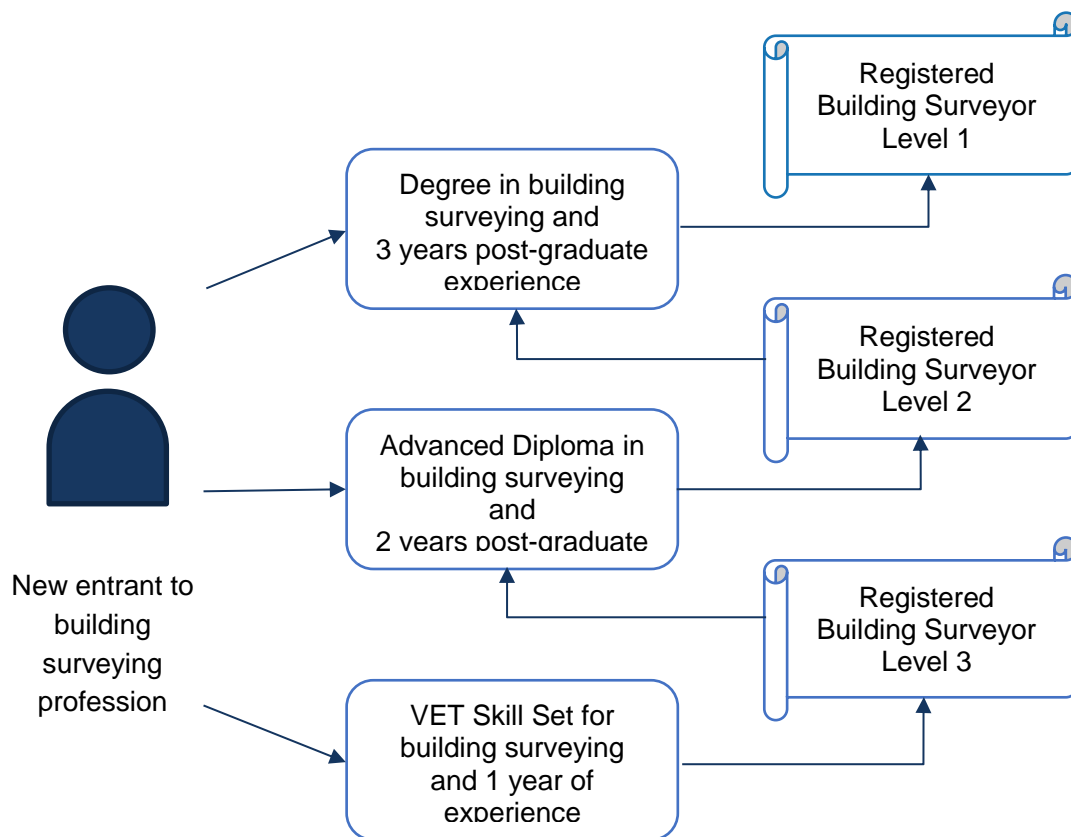 Registered
Building Surveyor
Level 1
Degree in building
surveying and
3 years post-graduate
experience
Registered
Building Surveyor
Level 2
Advanced Diploma in
building surveying
and
2 years post-graduate
New entrant to
building
surveying
profession
Registered
Building Surveyor
Level 3
VET Skill Set for
building surveying
and 1 year of
experience